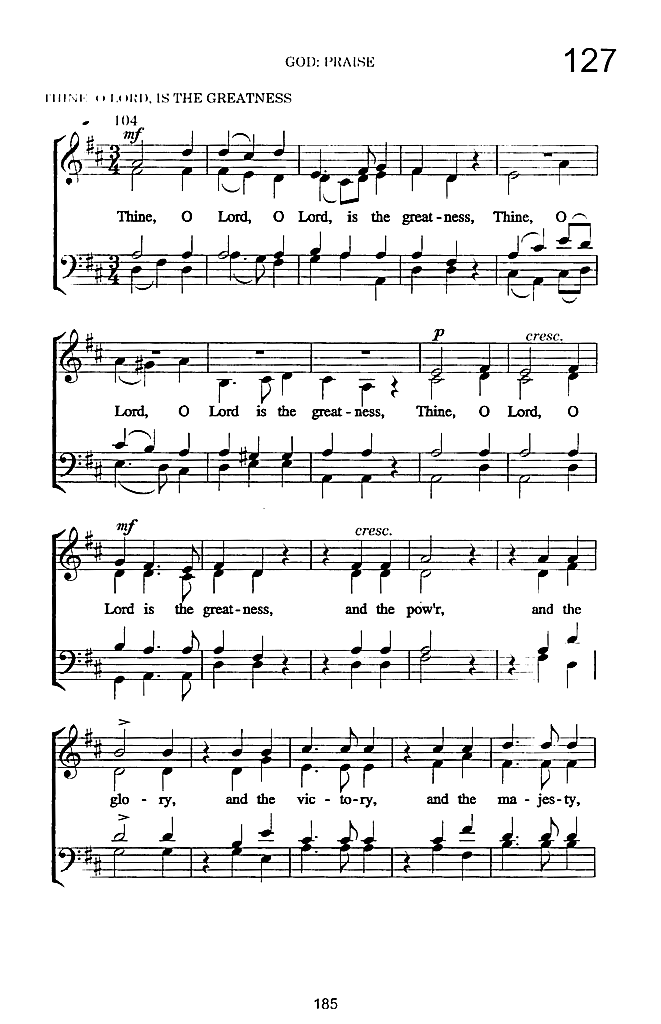 GOD: PRAISE
127
THINE, O LORD, IS THE GREATNESS
104
mf
Thine, O Lord, O Lord, is the great - ness, Thine, O
p cresc.
Lord, O Lord is the great - ness, Thine, O Lord, O
mf cresc.
Lord is the great - ness, and the pow'r, and the
glo - ry, and the vic - to - ry, and the ma - jes - ty,
185